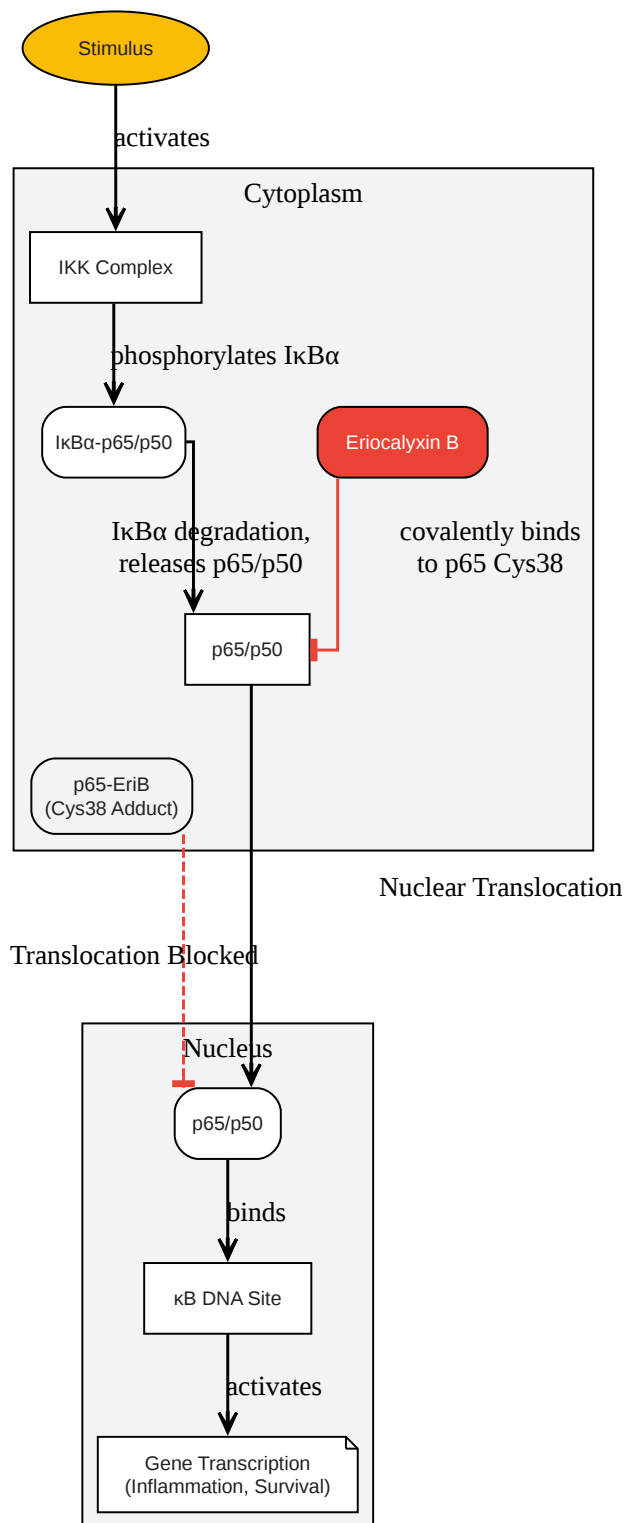 Stimulus
activates
Cytoplasm
IKK Complex
phosphorylates IκBα
IκBα-p65/p50
Eriocalyxin B
IκBα degradation,
releases p65/p50
covalently binds
to p65 Cys38
p65/p50
p65-EriB
(Cys38 Adduct)
Nuclear Translocation
Translocation Blocked
Nucleus
p65/p50
binds
κB DNA Site
activates
Gene Transcription
(Inflammation, Survival)